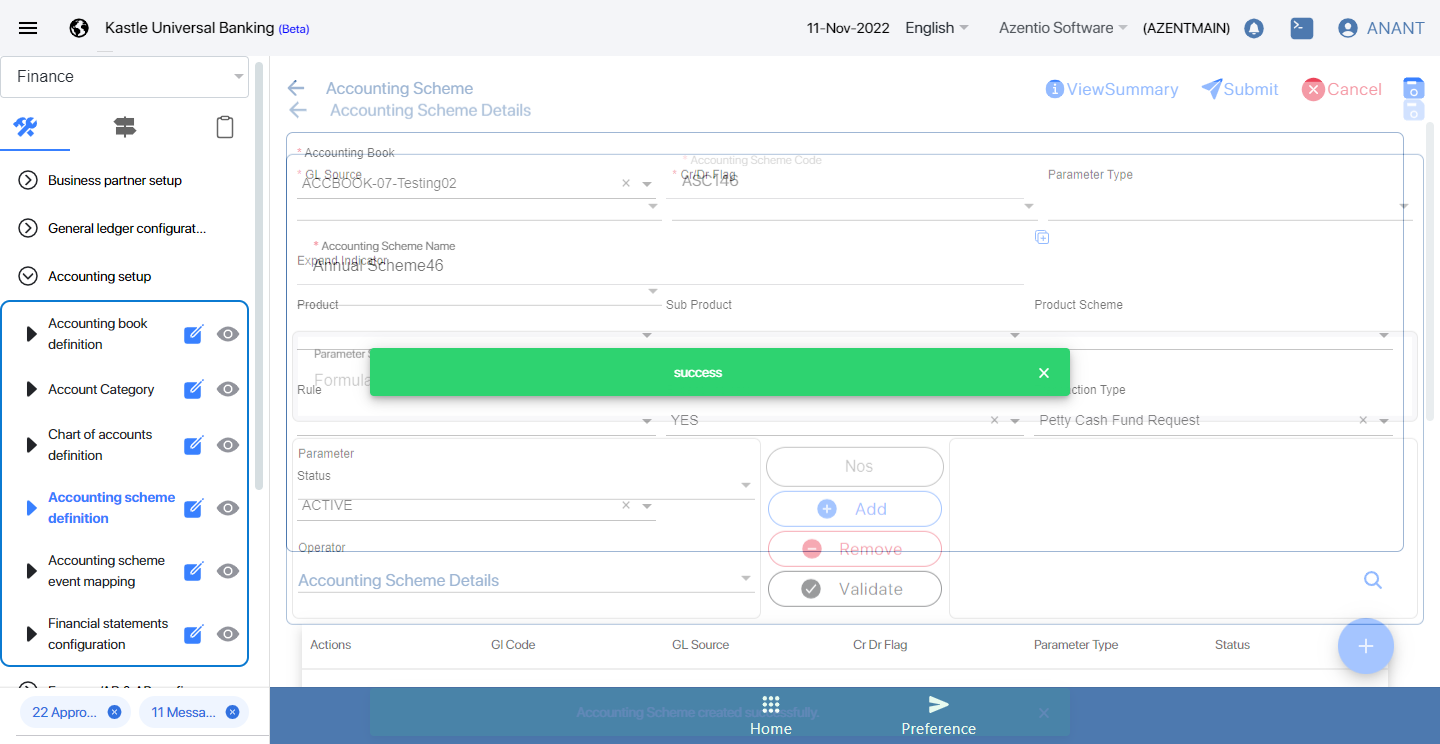 Kastle Universal Banking (Beta)
11-Nov-2022
English
Azentio Software
(AZENTMAIN)
ANANT
Finance
Business partner setup
General ledger configurat...
Accounting setup
Accounting book
definition
Account Category
Chart of accounts
definition
Accounting scheme
definition
Accounting scheme
event mapping
Financial statements
configuration
22 Appro...
11 Messa...
Accounting Scheme
Accounting Scheme Details
ViewSummary
Submit
Cancel
* Accounting Book
* Accounting Scheme Code
* GL Source
* Cr/Dr Flag
Parameter Type
ACCBOOK-07-Testing02
ASC146
* Accounting Scheme Name
Expand Indicator
Annual Scheme46
Product
Sub Product
Product Scheme
Parameter
Formula
success
Rule
ction Type
YES
Petty Cash Fund Request
Parameter
Status
ACTIVE
Operator
Accounting Scheme Details
Nos
Add
Remove
Validate
Actions
Gl Code
GL Source
Cr Dr Flag
Parameter Type
Status
Accounting Scheme created successfully.
Home
Preference